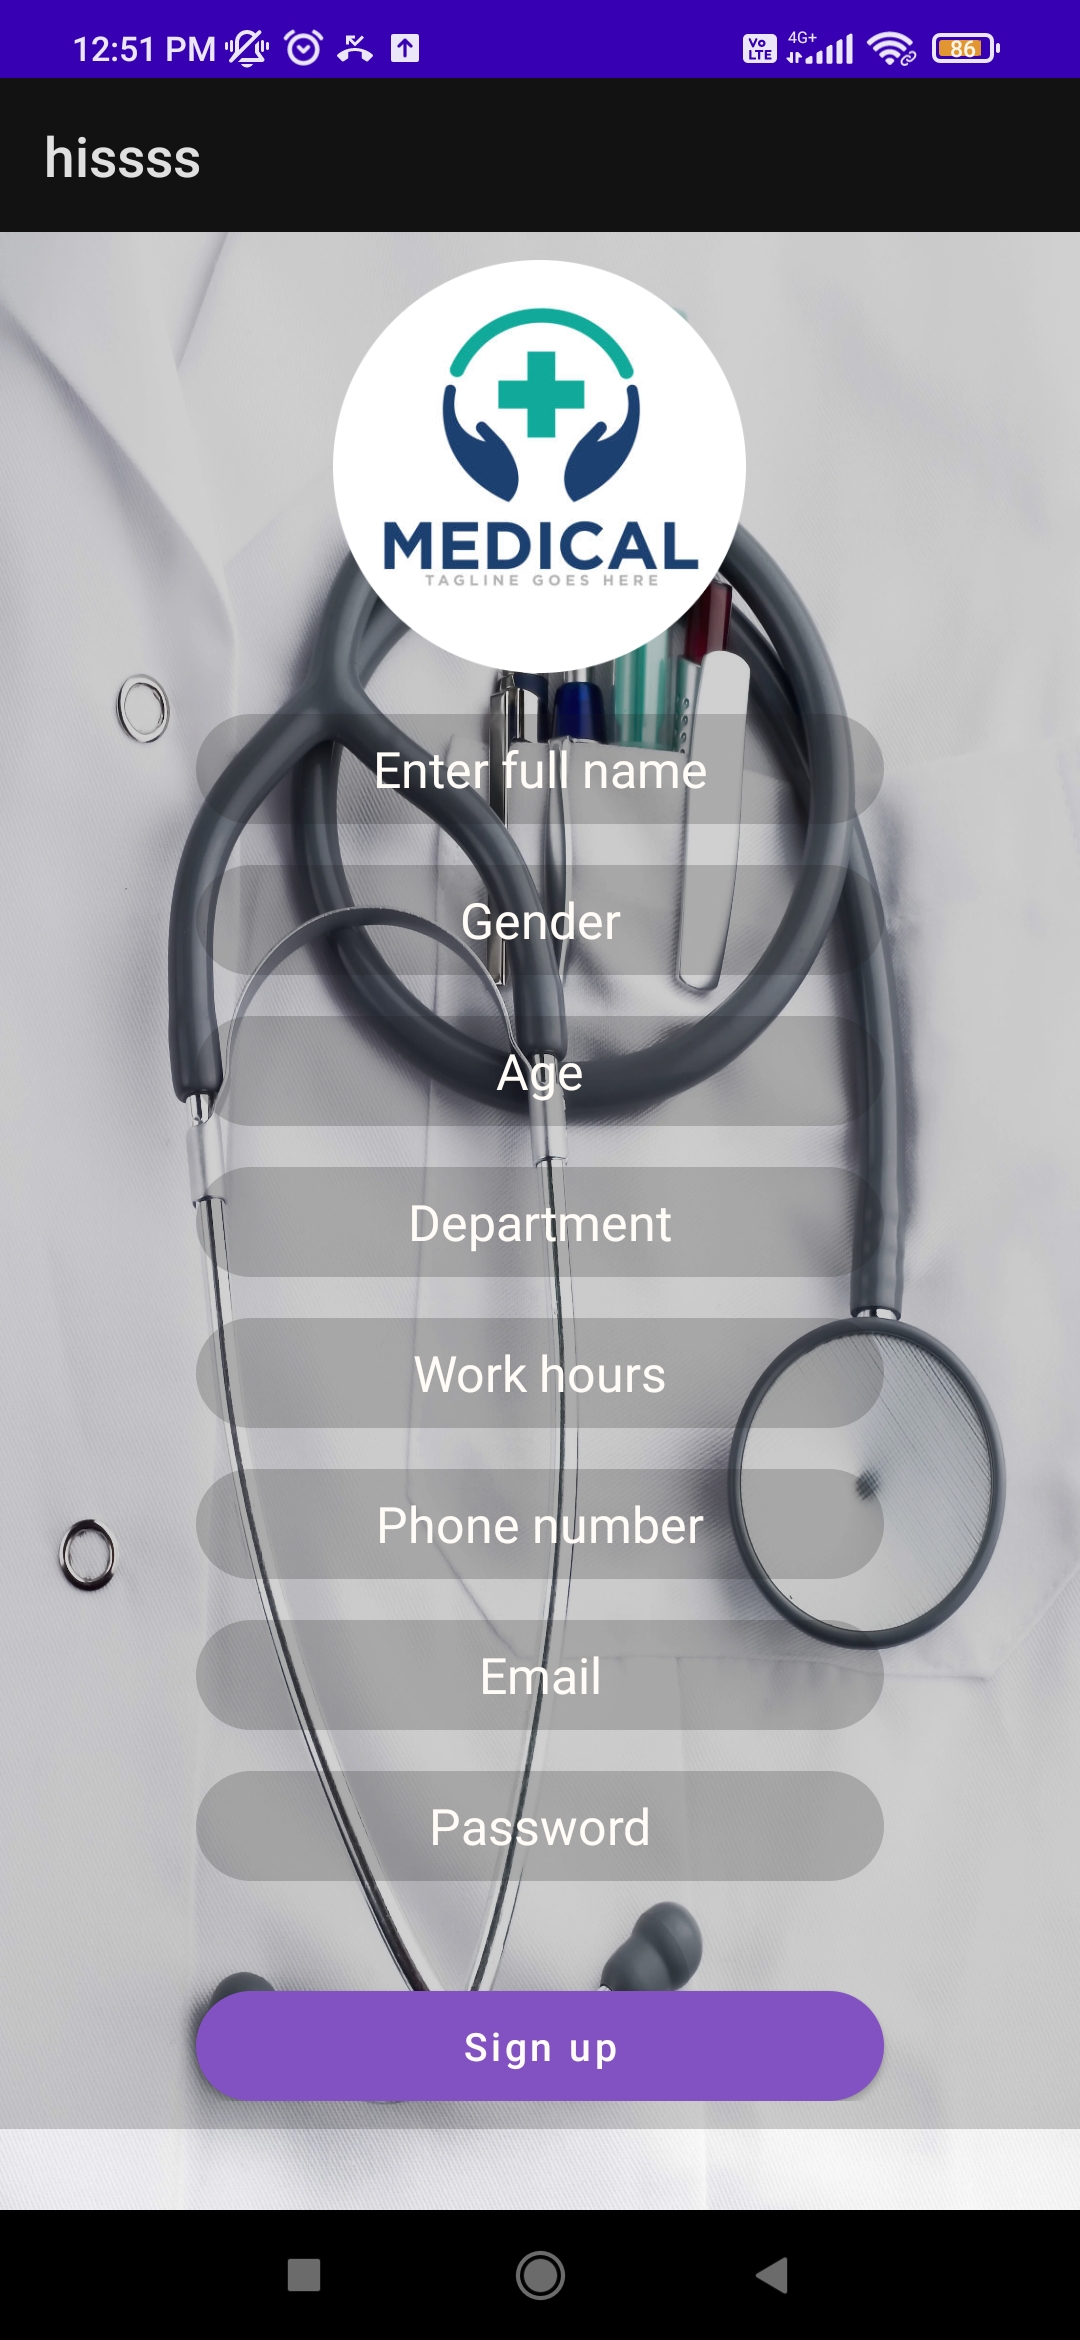 12:51 PM
Vo LTE 4G+ 86
hissss
MEDICAL
TAGLINE GOES HERE
Enter full name
Gender
Age
Department
Work hours
Phone number
Email
Password
Sign up